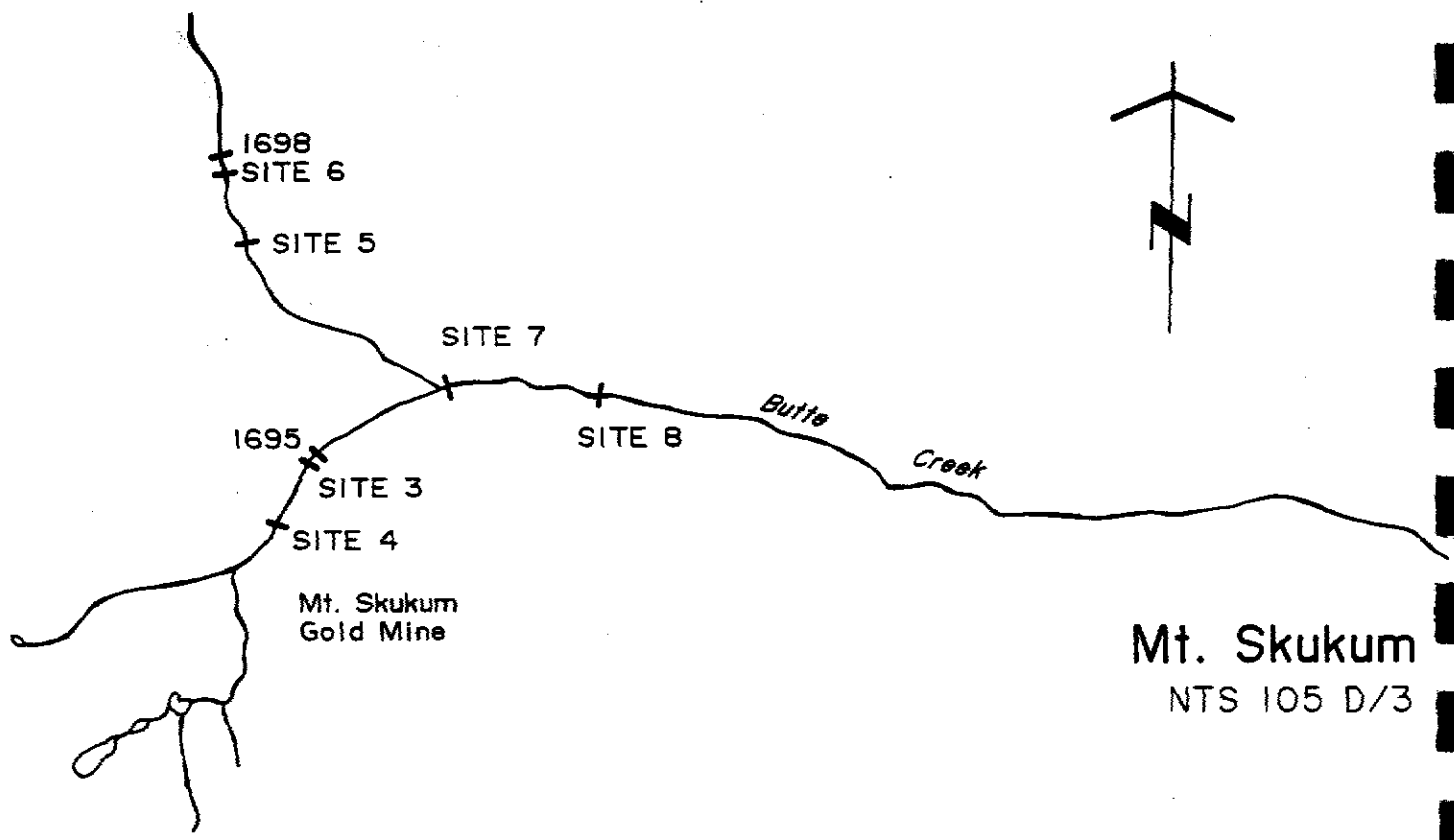 1698
SITE 6
SITE 5
SITE 7
1695
SITE 3
SITE 8
SITE 4
Butte
Creek
Mt. Skukum
Gold Mine
N
Mt. Skukum
NTS 105 D/3